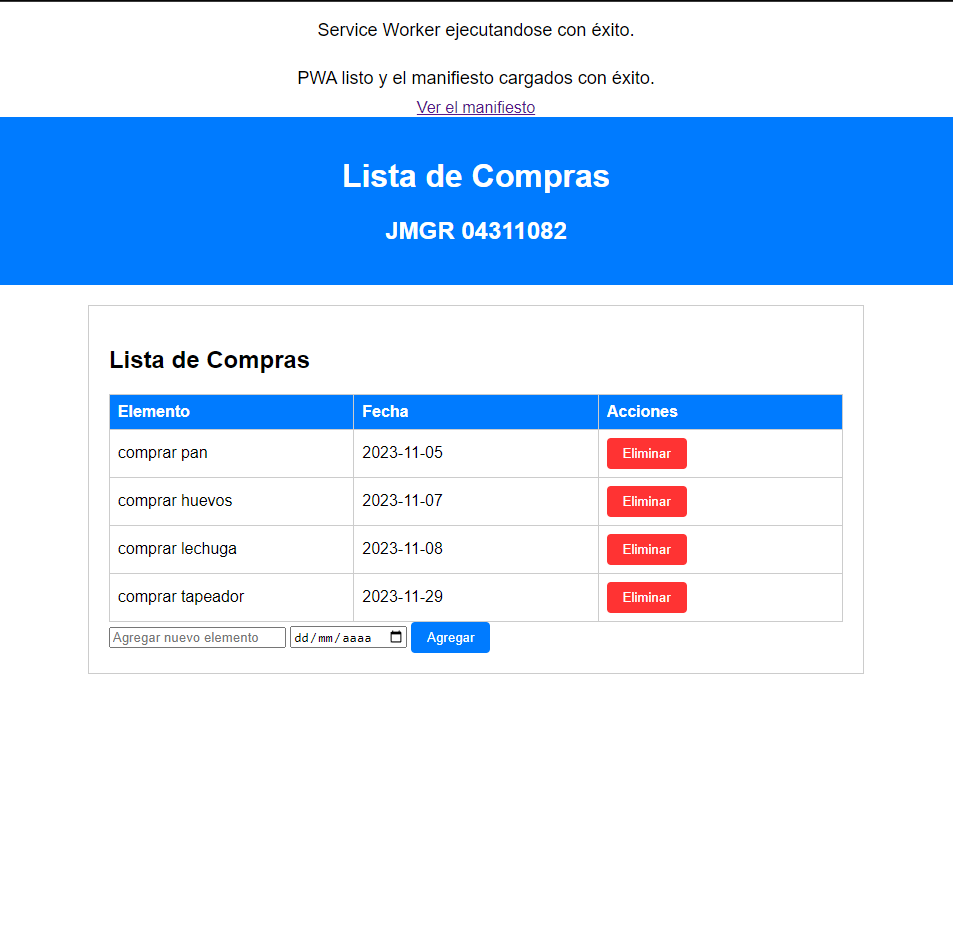 Service Worker ejecutandose con éxito.
PWA listo y el manifiesto cargados con éxito.
Ver el manifiesto
Lista de Compras
JMGR 04311082
Lista de Compras
Elemento Fecha Acciones
comprar pan 2023-11-05 Eliminar
comprar huevos 2023-11-07 Eliminar
comprar lechuga 2023-11-08 Eliminar
comprar tapeador 2023-11-29 Eliminar
Agregar nuevo elemento dd/mm/aaaa Agregar